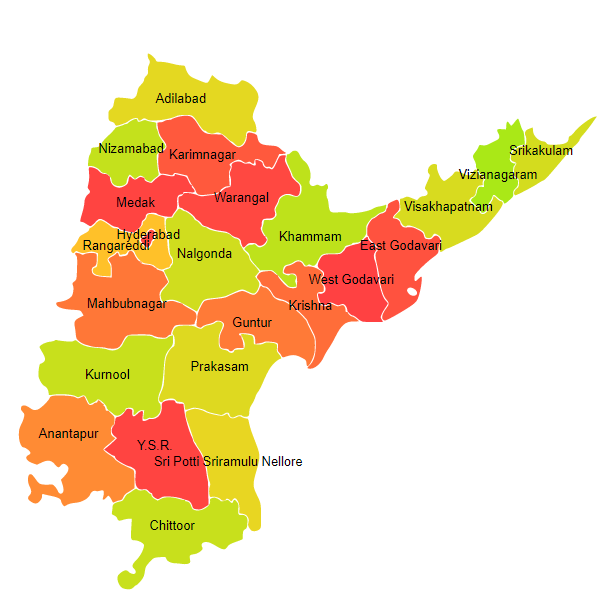 Adilabad
Nizamabad
Karimnagar
Srikakulam
Vizianagaram
Medak
Warangal
Visakhapatnam
Hyderabad
Rangareddi
Nalgonda
Khammam
East Godavari
West Godavari
Mahbubnagar
Krishna
Guntur
Prakasam
Kurnool
Anantapur
Y.S.R.
Sri Potti Sriramulu Nellore
Chittoor